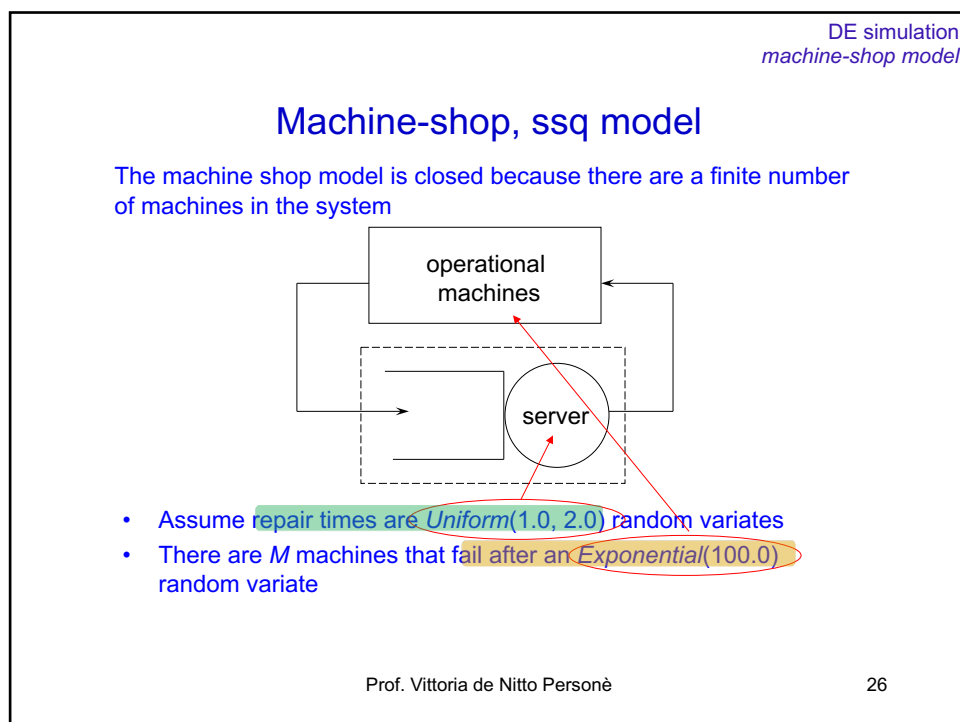 DE simulation
machine-shop model
Machine-shop, ssq model
The machine shop model is closed because there are a finite number
of machines in the system
operational
machines
server
• Assume repair times are Uniform(1.0, 2.0) random variates
• There are M machines that fail after an Exponential(100.0)
random variate
Prof. Vittoria de Nitto Personè 26